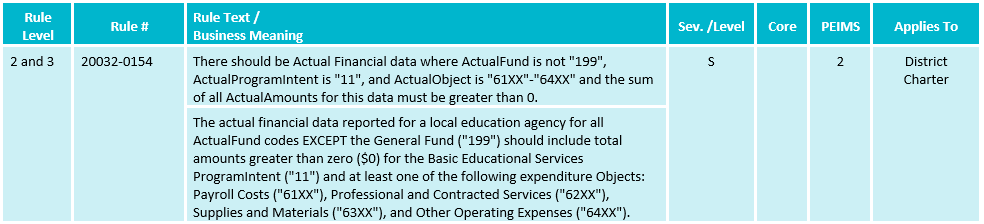 Rule Level
Rule #
Rule Text /
Business Meaning
Sev. /Level
Core
PEIMS
Applies To
2 and 3
20032-0154
There should be Actual Financial data where ActualFund is not "199",
ActualProgramIntent is "11", and ActualObject is "61XX"-"64XX" and the sum
of all ActualAmounts for this data must be greater than 0.
S
2
District
Charter
The actual financial data reported for a local education agency for all
ActualFund codes EXCEPT the General Fund ("199") should include total
amounts greater than zero ($0) for the Basic Educational Services
ProgramIntent ("11") and at least one of the following expenditure Objects:
Payroll Costs ("61XX"), Professional and Contracted Services ("62XX"),
Supplies and Materials ("63XX"), and Other Operating Expenses ("64XX").